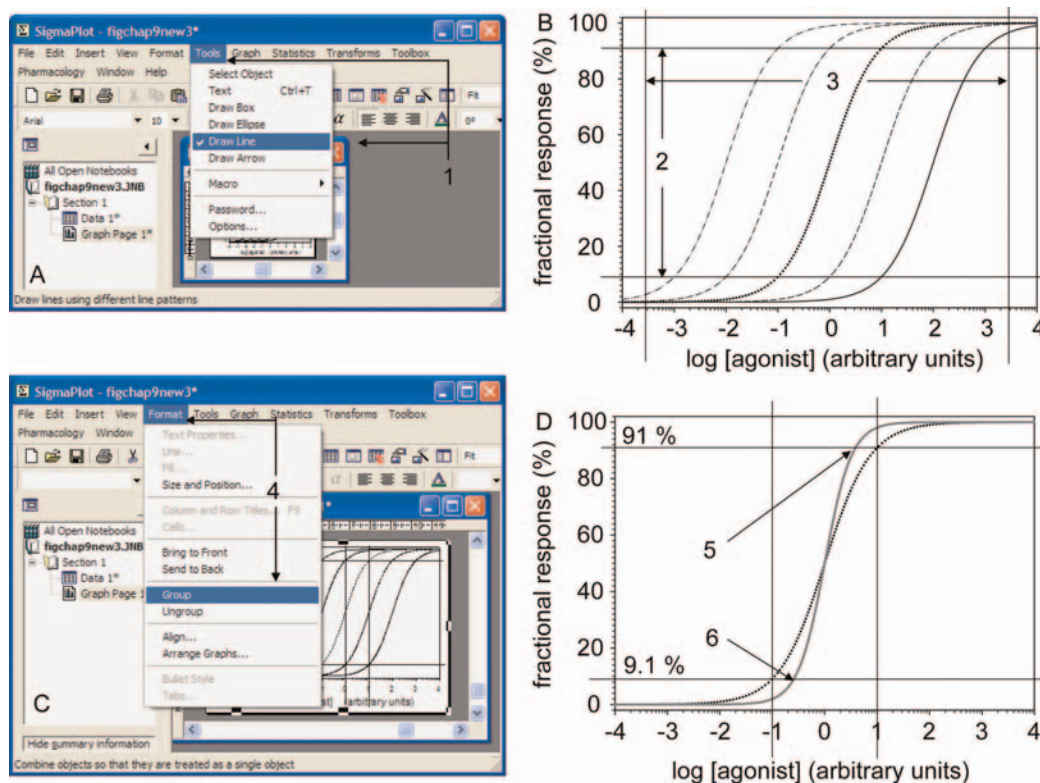 SigmaPlot - figchap9new3*
File Edit Insert View Format Tools Graph Statistics Transforms Toolbox
Pharmacology Window Help
Select Object
Text Ctrl+T
Draw Box
Draw Ellipse
Draw Line
Draw Arrow
Macro
Password...
Options...
Fit
Arial
10
α
0°
All Open Notebooks
figchap9new3.JNB
Section 1
Data 1*
Graph Page 1*
1
A
Draw lines using different line patterns
B
fractional response (%)
100
80
60
40
20
0
2
3
-4 -3 -2 -1 0 1 2 3 4
log [agonist] (arbitrary units)
SigmaPlot - figchap9new3*
File Edit Insert View Format Tools Graph Statistics Transforms Toolbox
Pharmacology Window
Text Properties...
Line...
Fill...
Size and Position...
Column and Row Titles... F9
Cells...
Bring to Front
Send to Back
Group
Ungroup
Align...
Arrange Graphs...
Bullet Style
Tabs...
4
Fit
α
All Open Notebooks
figchap9new3.JNB
Section 1
Data 1*
Graph Page 1
(arbitrary units)
C
Hide summary information
Combine objects so that they are treated as a single object
D
fractional response (%)
100
80
60
40
20
0
91 %
9.1 %
5
6
-4 -3 -2 -1 0 1 2 3 4
log [agonist] (arbitrary units)